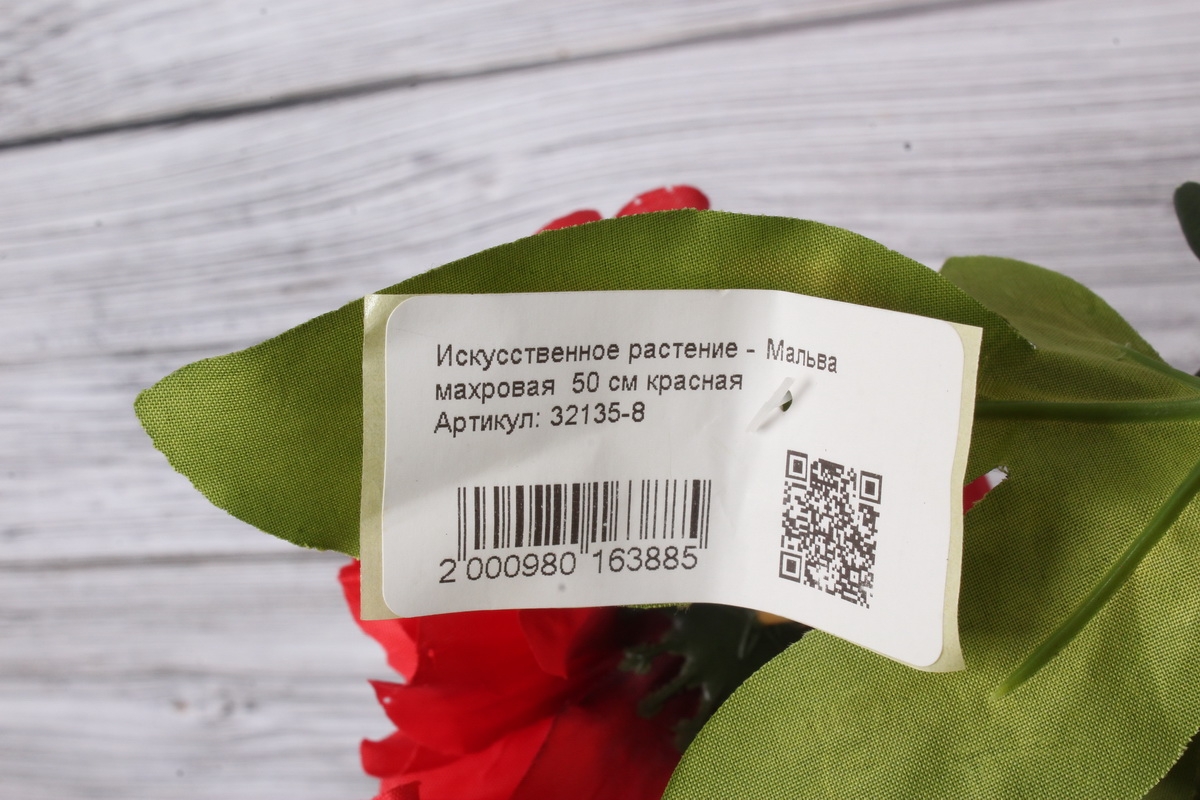 Искусственное растение - Мальва
махровая 50 см красная
Артикул: 32135-8
2 000980 163885